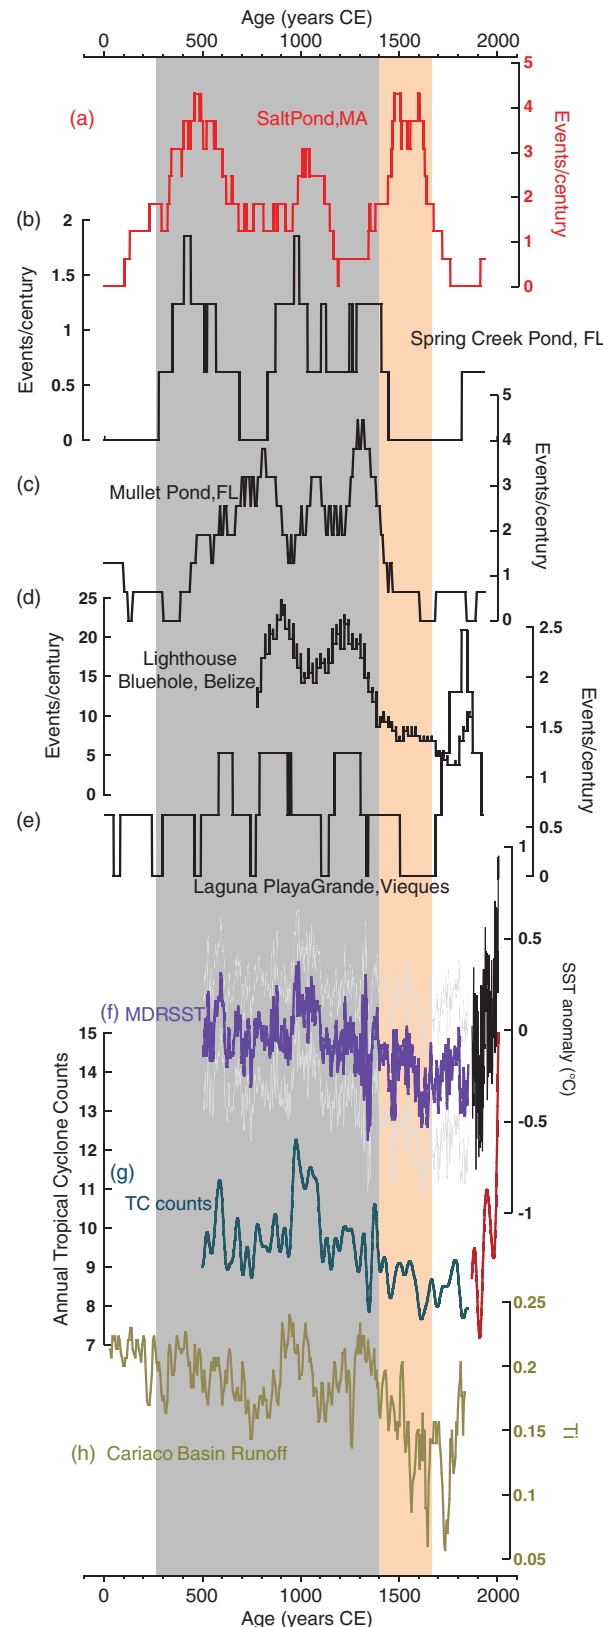 Age (years CE)
0 500 1000 1500 2000
(a)
SaltPond,MA
5
4
3
2
1
0
Events/century
(b)
2
1.5
1
0.5
0
Events/century
Spring Creek Pond, FL
(c)
Mullet Pond,FL
5
4
3
2
1
0
Events/century
(d)
25
20
15
10
5
0
Events/century
Lighthouse
Bluehole, Belize
2.5
2
1.5
1
0.5
0
Events/century
(e)
Laguna PlayaGrande,Vieques
1
0.5
0
-0.5
-1
SST anomaly (°C)
(f) MDRSST
15
14
13
12
11
10
9
8
7
Annual Tropical Cyclone Counts
(g)
TC counts
0.25
0.2
0.15
0.1
0.05
Ti
(h) Cariaco Basin Runoff
0 500 1000 1500 2000
Age (years CE)